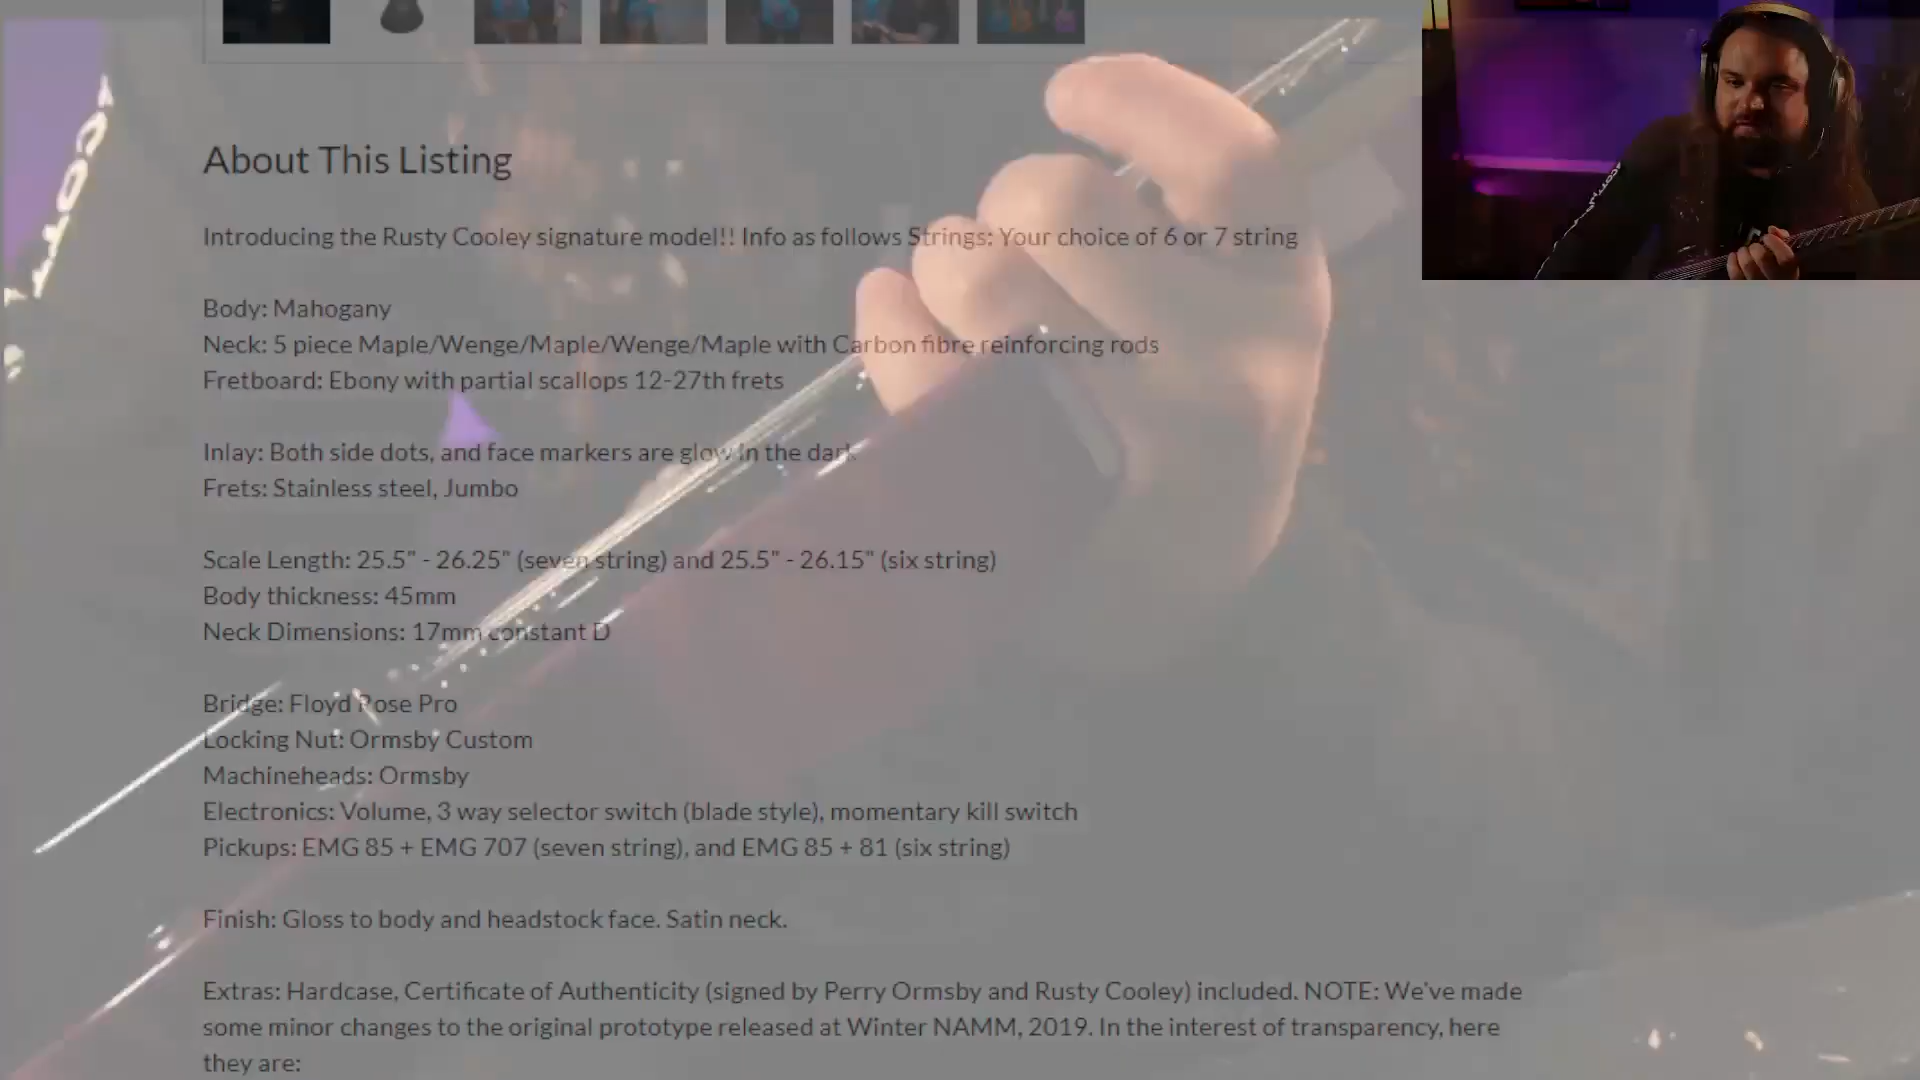 About This Listing
Introducing the Rusty Cooley signature model!! Info as follows Strings: Your choice of 6 or 7 string
Body: Mahogany
Neck: 5 piece Maple/Wenge/Maple/Wenge/Maple with Carbon fibre reinforcing rods
Fretboard: Ebony with partial scallops 12-27th frets
Inlay: Both side dots, and face markers are glow in the dark
Frets: Stainless steel, Jumbo
Scale Length: 25.5" - 26.25" (seven string) and 25.5" - 26.15" (six string)
Body thickness: 45mm
Neck Dimensions: 17mm constant D
Bridge: Floyd Rose Pro
Locking Nut: Ormsby Custom
Machineheads: Ormsby
Electronics: Volume, 3 way selector switch (blade style), momentary kill switch
Pickups: EMG 85 + EMG 707 (seven string), and EMG 85 + 81 (six string)
Finish: Gloss to body and headstock face. Satin neck.
Extras: Hardcase, Certificate of Authenticity (signed by Perry Ormsby and Rusty Cooley) included. NOTE: We've made
some minor changes to the original prototype released at Winter NAMM, 2019. In the interest of transparency, here
they are: